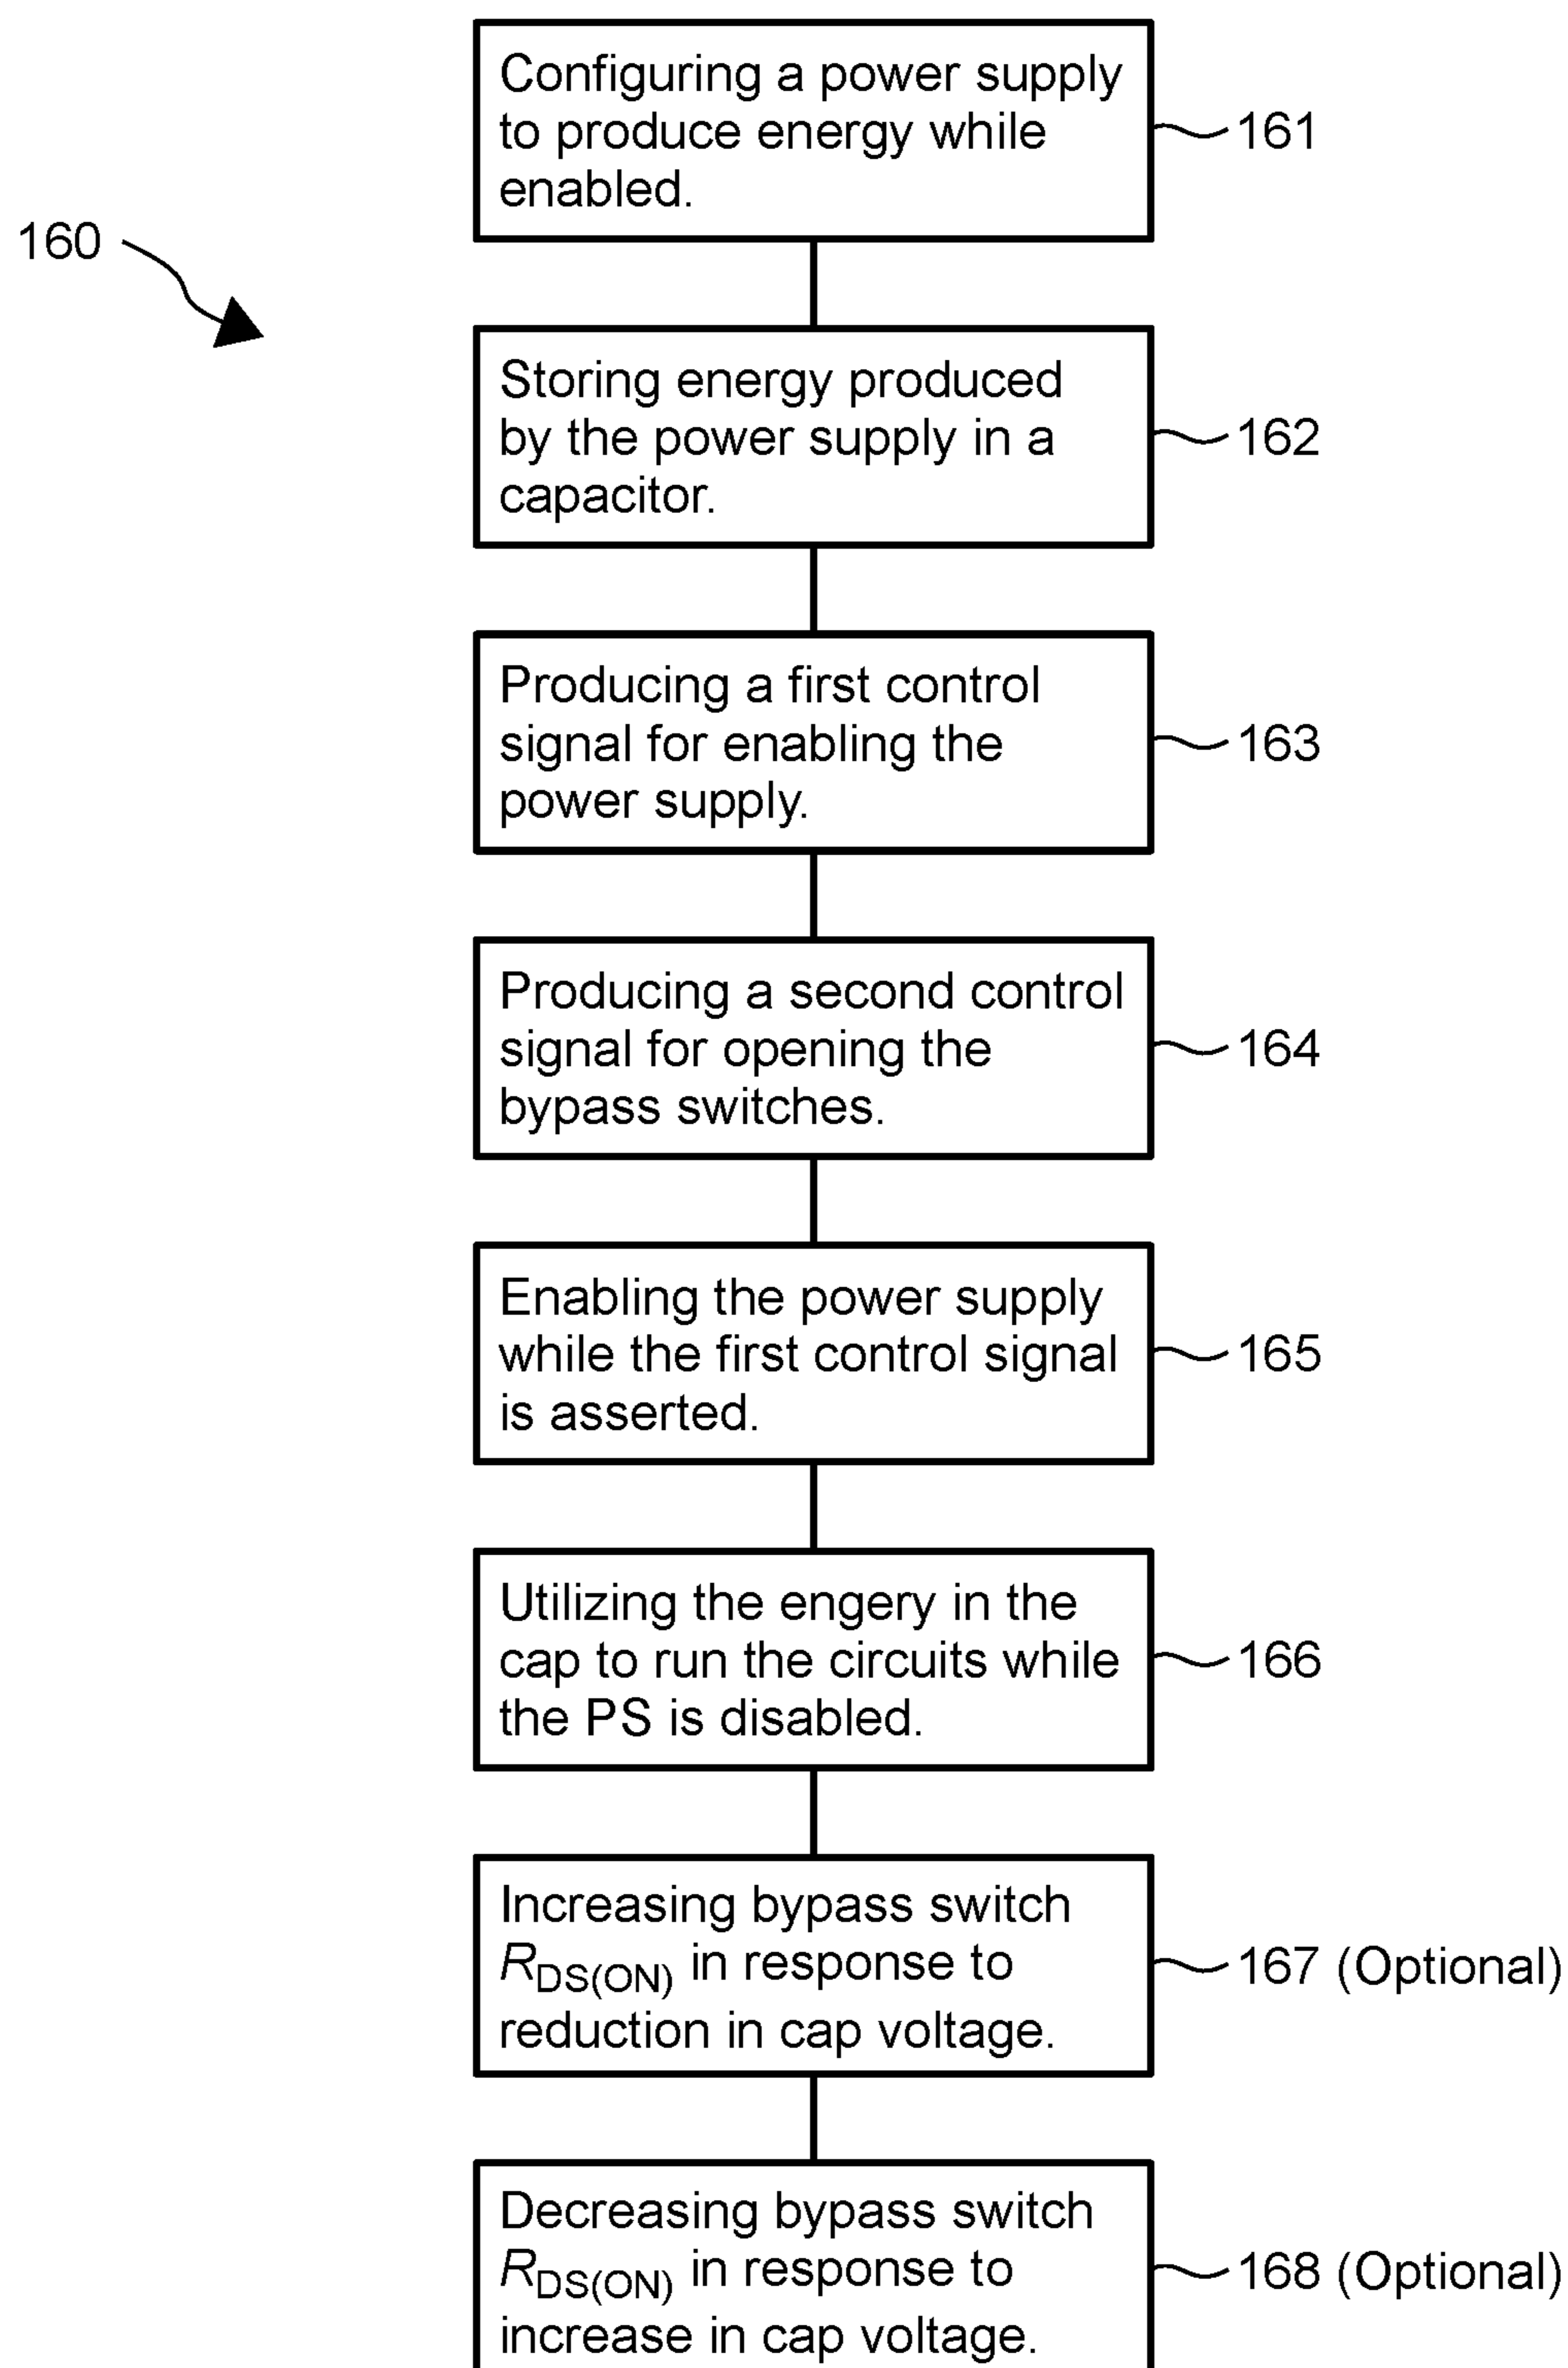 Configuring a power supply
to produce energy while
enabled.
161
160
Storing energy produced
by the power supply in a
capacitor.
162
Producing a first control
signal for enabling the
power supply.
163
Producing a second control
signal for opening the
bypass switches.
164
Enabling the power supply
while the first control signal
is asserted.
165
Utilizing the engery in the
cap to run the circuits while
the PS is disabled.
166
Increasing bypass switch
RDS(ON) in response to
reduction in cap voltage.
167 (Optional)
Decreasing bypass switch
RDS(ON) in response to
increase in cap voltage.
168 (Optional)